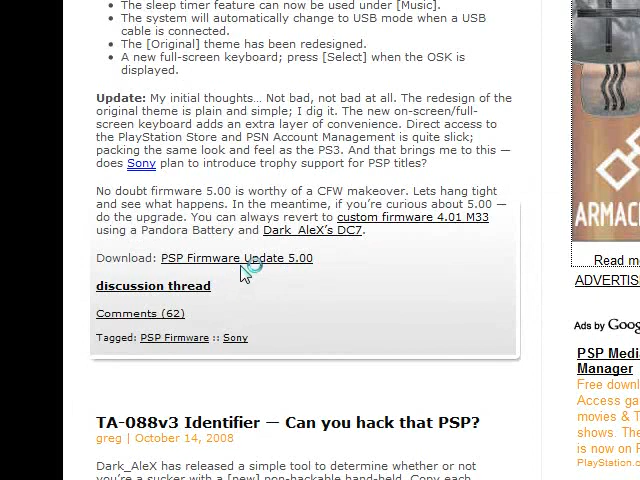 The sleep timer feature can now be used under [Music].
The system will automatically change to USB mode when a USB
cable is connected.
The [Original] theme has been redesigned.
A new full-screen keyboard; press [Select] when the OSK is
displayed.
Update: My initial thoughts… Not bad, not bad at all. The redesign of the
original theme is plain and simple; I dig it. The new on-screen/full-
screen keyboard adds an extra layer of convenience. Direct access to
the PlayStation Store and PSN Account Management is quite slick;
packing the same look and feel as the PS3. And that brings me to this —
does Sony plan to introduce trophy support for PSP titles?
No doubt firmware 5.00 is worthy of a CFW makeover. Lets hang tight
and see what happens. In the meantime, if you're curious about 5.00 —
do the upgrade. You can always revert to custom firmware 4.01 M33
using a Pandora Battery and Dark_AleX's DC7.
Download: PSP Firmware Update 5.00
discussion thread
Comments (62)
Tagged: PSP Firmware :: Sony
TA-088v3 Identifier — Can you hack that PSP?
greg | October 14, 2008
Dark_AleX has released a simple tool to determine whether or not
you're a sucker with a [new] non-hackable hand-held. Copy each
ARMAC
Read m
ADVERTIS
Ads by Goog
PSP Medi
Manager
Free downl
Access ga
movies & T
shows. The
is now on P
PlayStation.c